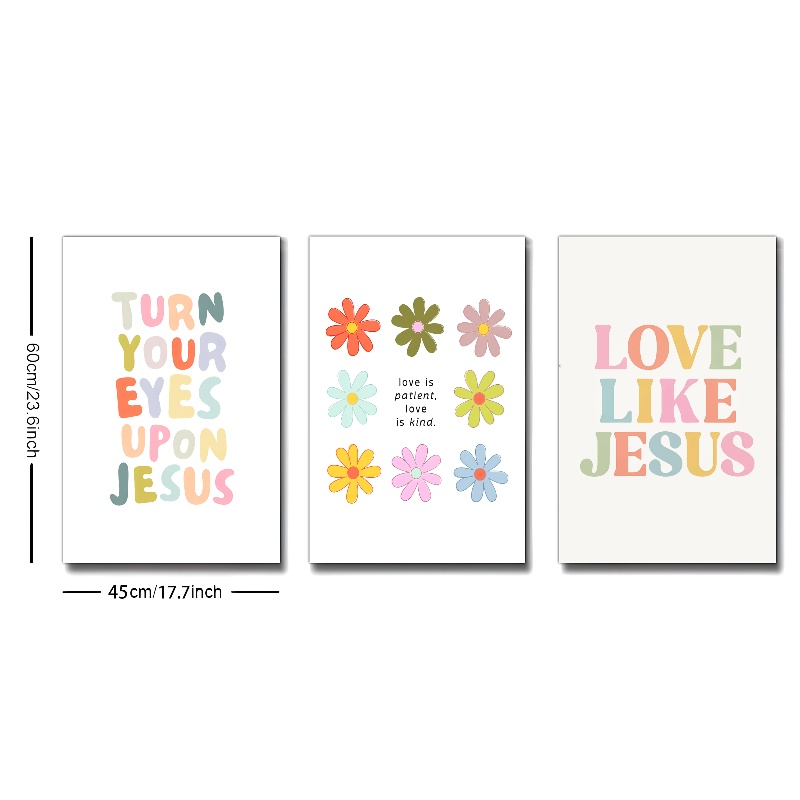 60cm/23.6inch
TURN
YOUR
EYES
UPON
JESUS
45cm/17.7inch
love is
patient,
love
is kind.
LOVE
LIKE
JESUS